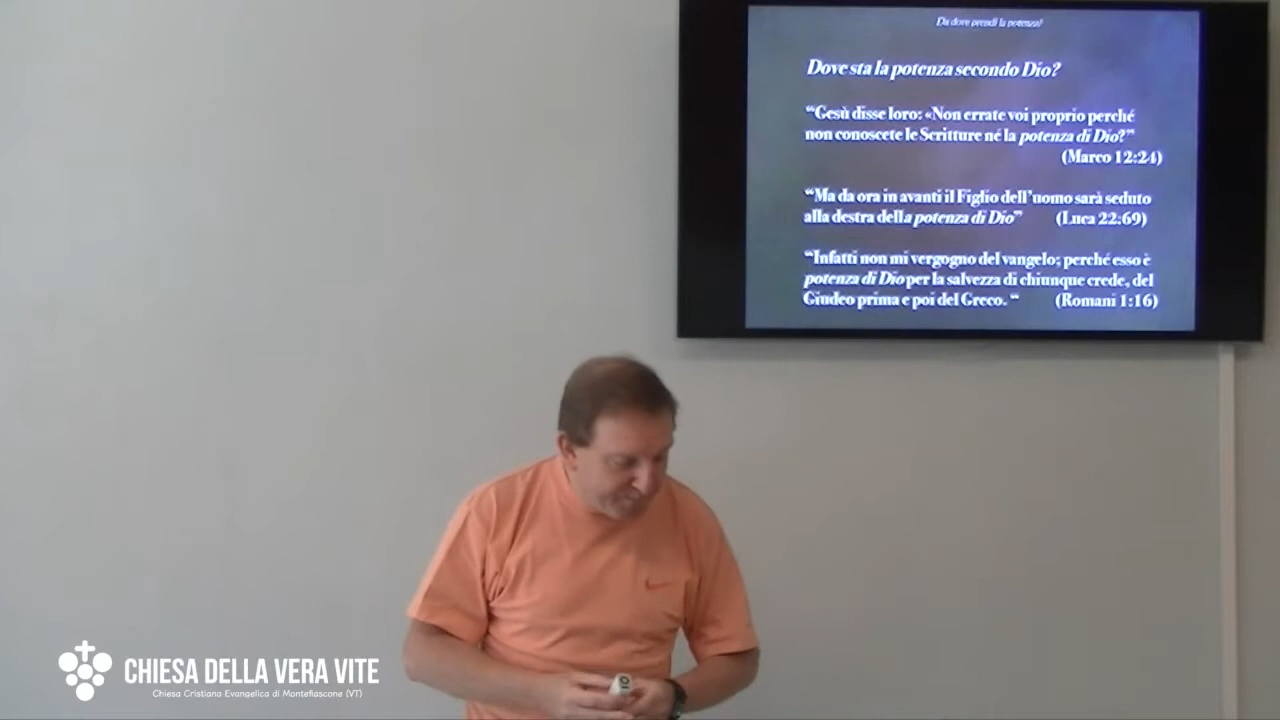 Da dove prendi la potenza?
Dove sta la potenza secondo Dio?
“Gesù disse loro: «Non errate voi proprio perché
non conoscete le Scritture né la potenza di Dio?”
(Marco 12:24)
“Ma da ora in avanti il Figlio dell’uomo sarà seduto
alla destra della potenza di Dio” (Luca 22:69)
“Infatti non mi vergogno del vangelo; perché esso è
potenza di Dio per la salvezza di chiunque crede, del
Giudeo prima e poi del Greco. “ (Romani 1:16)
CHIESA DELLA VERA VITE
Chiesa Cristiana Evangelica di Montefiascone (VT)